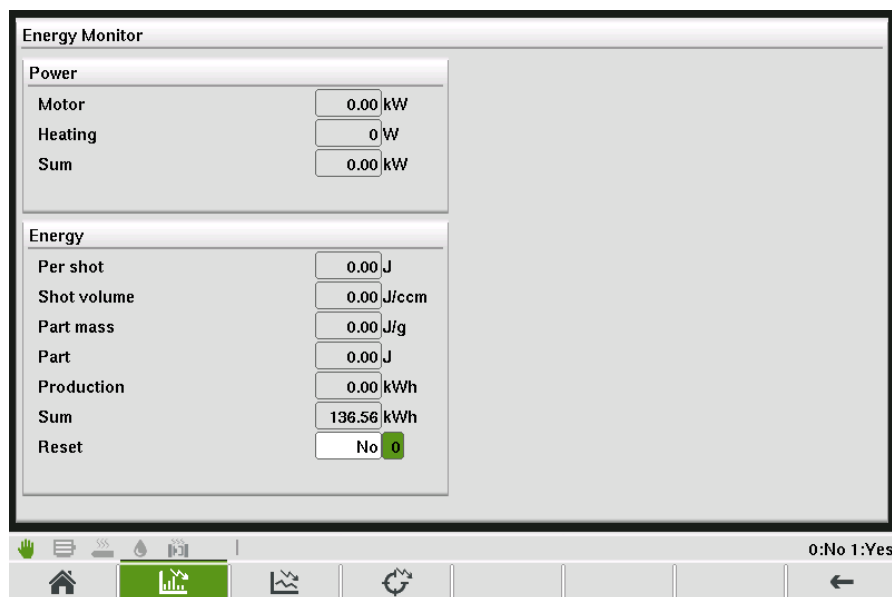 Energy Monitor
Power
Motor 0.00 kW
Heating 0 W
Sum 0.00 kW
Energy
Per shot 0.00 J
Shot volume 0.00 J/ccm
Part mass 0.00 J/g
Part 0.00 J
Production 0.00 kWh
Sum 136.56 kWh
Reset No 0
0:No 1:Yes